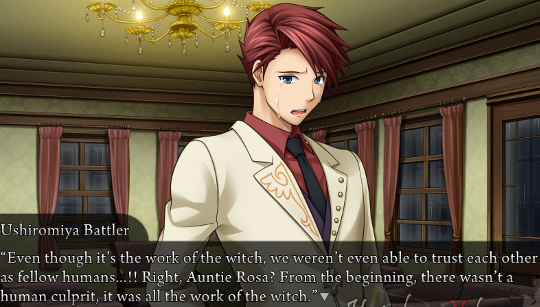 Ushiromiya Battler
“Even though it’s the work of the witch, we weren’t even able to trust each other
as fellow humans...!! Right, Auntie Rosa? From the beginning, there wasn’t a
human culprit, it was all the work of the witch.”